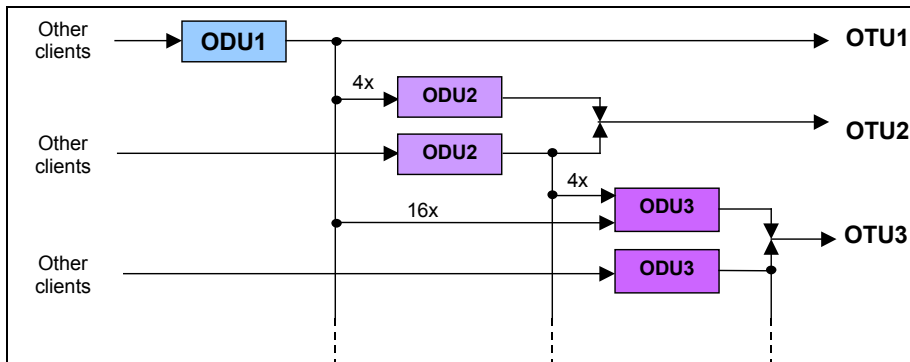 Other
clients
ODU1
OTU1
4x
ODU2
OTU2
Other
clients
ODU2
4x
ODU3
16x
OTU3
Other
clients
ODU3